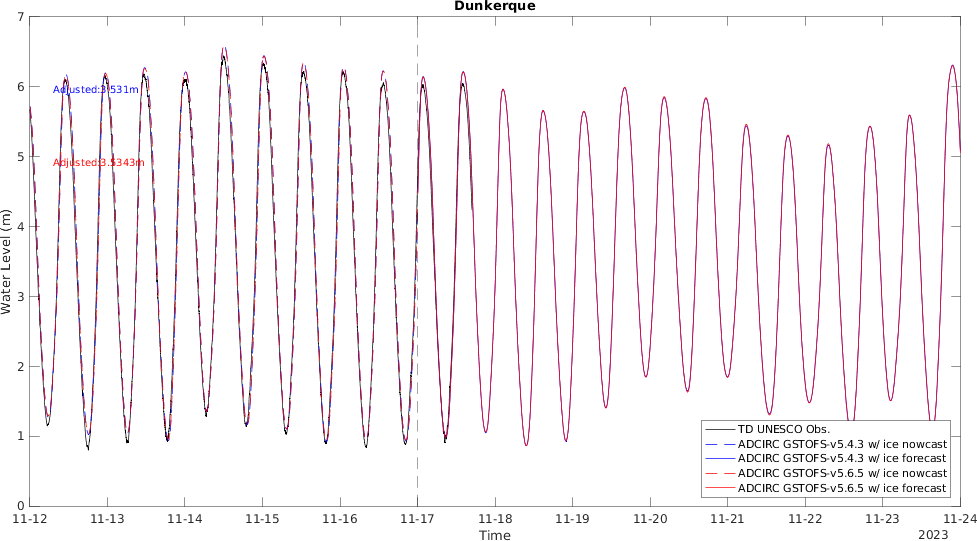 Dunkerque
7
6
5
4
3
2
1
0
Water Level (m)
Adjusted:3.531m
Adjusted:3.5343m
TD UNESCO Obs.
ADCIRC GSTOFS-v5.4.3 w/ ice nowcast
ADCIRC GSTOFS-v5.4.3 w/ ice forecast
ADCIRC GSTOFS-v5.6.5 w/ ice nowcast
ADCIRC GSTOFS-v5.6.5 w/ ice forecast
11-12 11-13 11-14 11-15 11-16 11-17 11-18 11-19 11-20 11-21 11-22 11-23 11-24
Time
2023